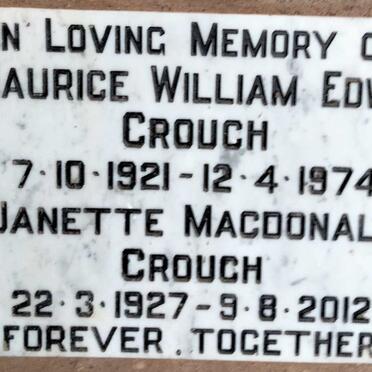 N LOVING MEMORY O
AURICE WILLIAM EDW
CROUCH
7·10·1921 - 12·4·1974
JANETTE MACDONAL
CROUCH
22·3·1927 - 9·8·2012
FOREVER TOGETHER